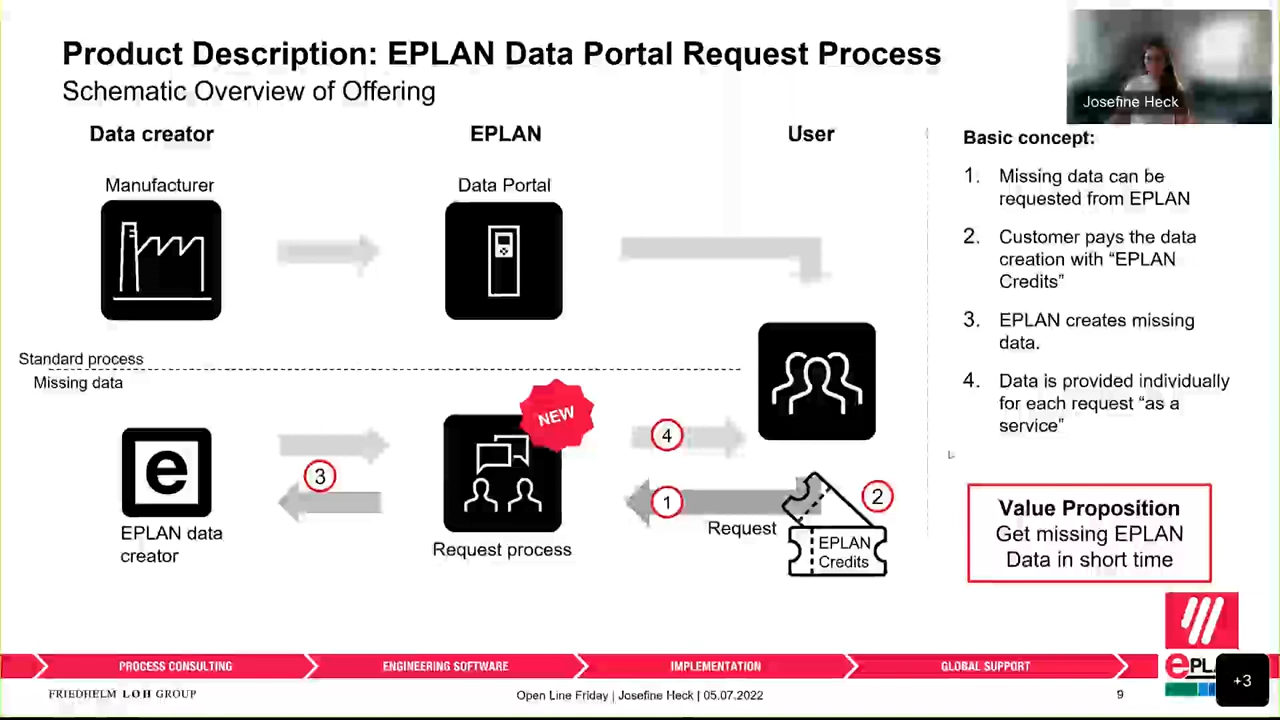 Product Description: EPLAN Data Portal Request Process
Schematic Overview of Offering
Josefine Heck
Data creator
EPLAN
User
Manufacturer
Data Portal
Standard process
Missing data
NEW
3
4
1
2
Request
EPLAN
Credits
EPLAN data
creator
Request process
Basic concept:
1. Missing data can be
requested from EPLAN
2. Customer pays the data
creation with “EPLAN
Credits”
3. EPLAN creates missing
data.
4. Data is provided individually
for each request “as a
service”
Value Proposition
Get missing EPLAN
Data in short time
PROCESS CONSULTING
ENGINEERING SOFTWARE
IMPLEMENTATION
GLOBAL SUPPORT
ePL
FRIEDHELM LOH GROUP
Open Line Friday | Josefine Heck | 05.07.2022
9
+3